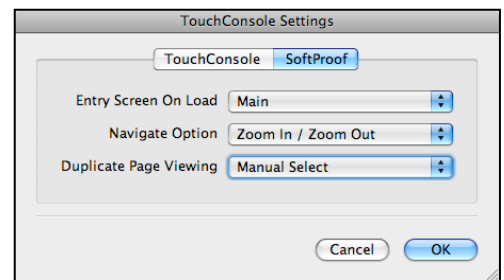 TouchConsole Settings
TouchConsole SoftProof
Entry Screen On Load Main
Navigate Option Zoom In / Zoom Out
Duplicate Page Viewing Manual Select
Cancel OK